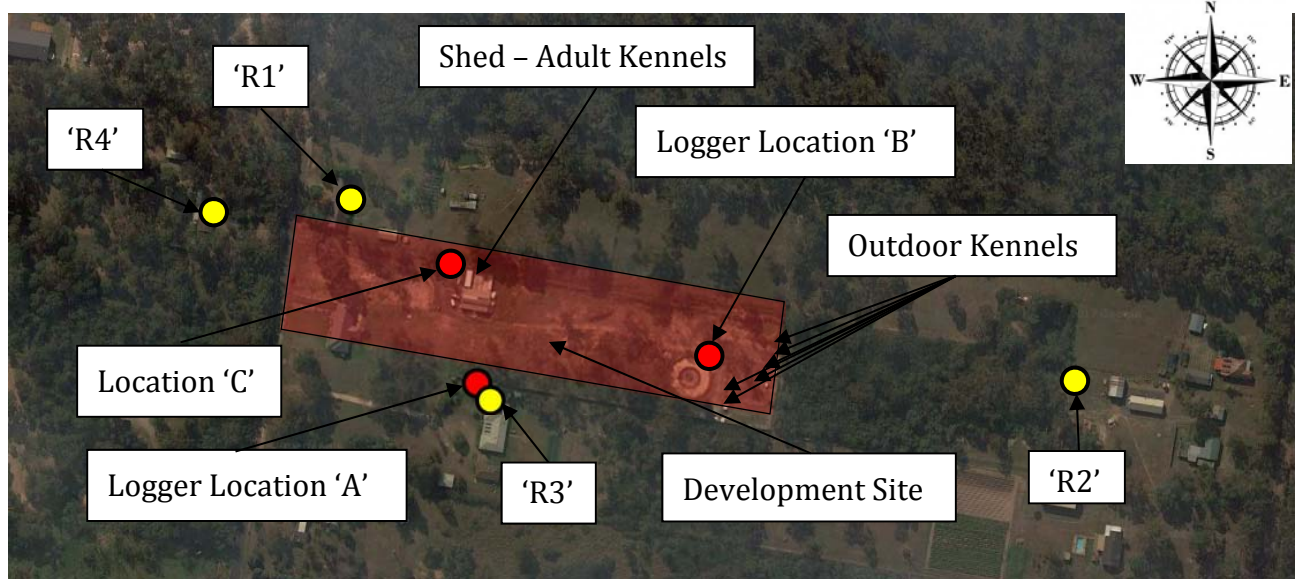 N
Shed – Adult Kennels
'R1'
W
E
'R4'
Logger Location 'B'
S
Outdoor Kennels
Location 'C'
Logger Location 'A'
'R3'
Development Site
'R2'